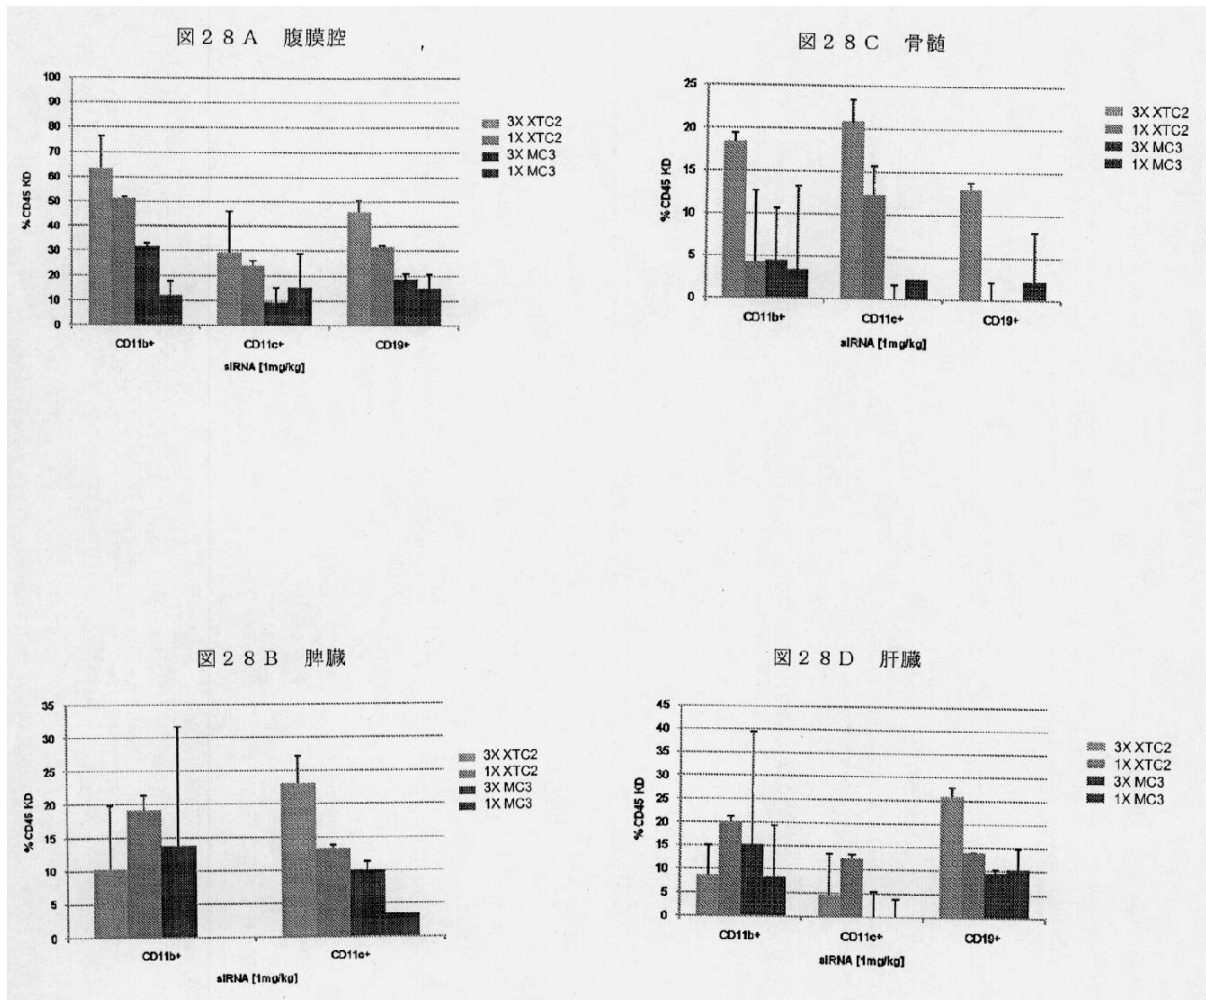 図２８Ａ 腹膜腔
100
90
80
70
60
50
40
30
20
10
0
% CD45 KD
CD11b+
CD11c+
CD19+
siRNA [1mg/kg]
3X XTC2
1X XTC2
3X MC3
1X MC3
図２８Ｃ 骨髄
25
20
15
10
5
0
% CD45 KD
CD11b+
CD11c+
CD19+
siRNA [1mg/kg]
3X XTC2
1X XTC2
3X MC3
1X MC3
図２８Ｂ 脾臓
35
30
25
20
15
10
5
0
% CD45 KD
CD11b+
CD11c+
siRNA [1mg/kg]
3X XTC2
1X XTC2
3X MC3
1X MC3
図２８Ｄ 肝臓
45
40
35
30
25
20
15
10
5
0
% CD45 KD
CD11b+
CD11c+
CD19+
siRNA [1mg/kg]
3X XTC2
1X XTC2
3X MC3
1X MC3